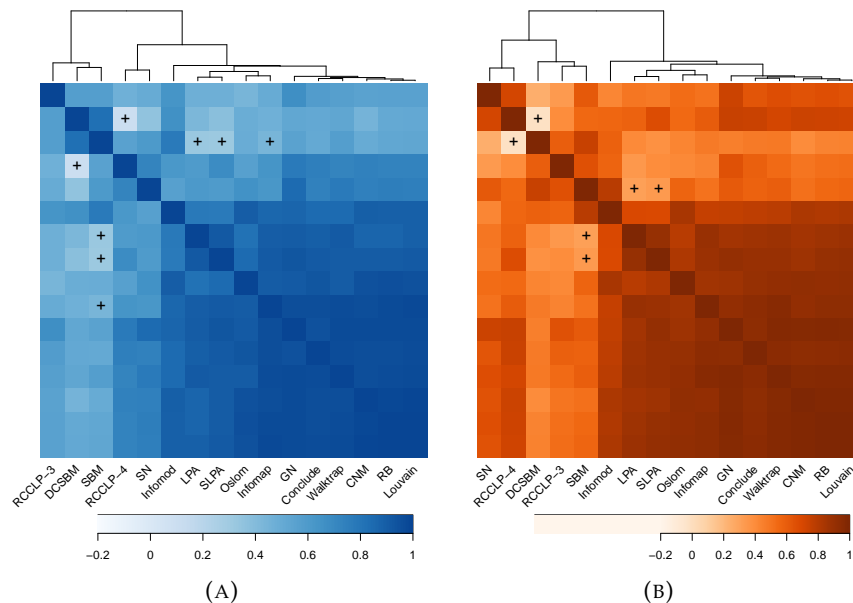 + +
+ + + +
+
+ +
+ +
+ +
+
RCCLP−3 DCSBM SBM RCCLP−4 SN Infomod LPA SLPA Oslom Infomap GN Conclude Walktrap CNM RB Louvain
SN RCCLP−4 DCSBM RCCLP−3 SBM Infomod LPA SLPA Oslom Infomap GN Conclude Walktrap CNM RB Louvain
−0.2 0 0.2 0.4 0.6 0.8 1
−0.2 0 0.2 0.4 0.6 0.8 1
(A) (B)